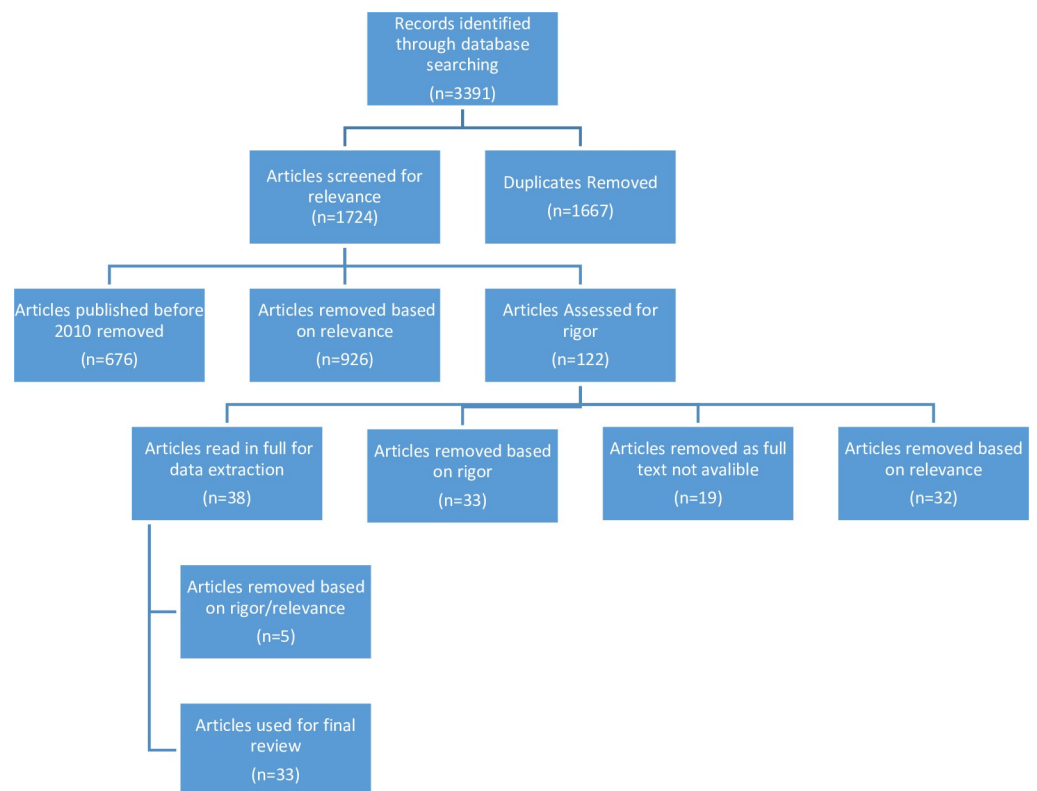 Records identified
through database
searching
(n=3391)
Articles screened for
relevance
(n=1724)
Duplicates Removed
(n=1667)
Articles published before
2010 removed
(n=676)
Articles removed based
on relevance
(n=926)
Articles Assessed for
rigor
(n=122)
Articles read in full for
data extraction
(n=38)
Articles removed based
on rigor
(n=33)
Articles removed as full
text not avalible
(n=19)
Articles removed based
on relevance
(n=32)
Articles removed based
on rigor/relevance
(n=5)
Articles used for final
review
(n=33)